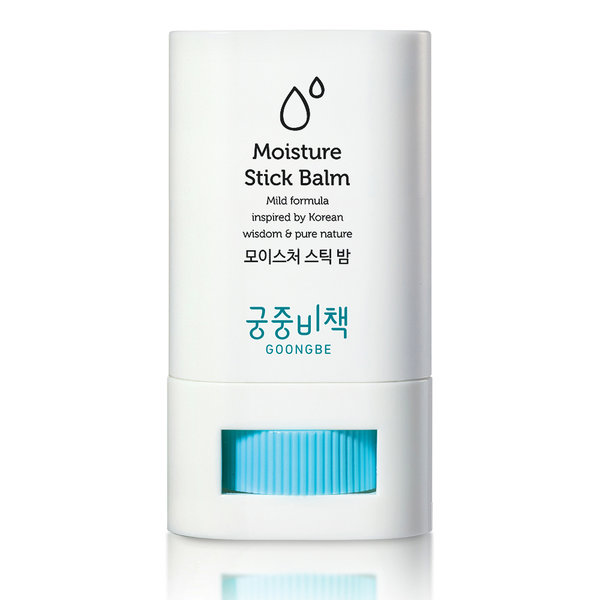 Moisture
Stick Balm
Mild formula
inspired by Korean
wisdom & pure nature
모이스처 스틱 밤
궁중비책
GOONGBE